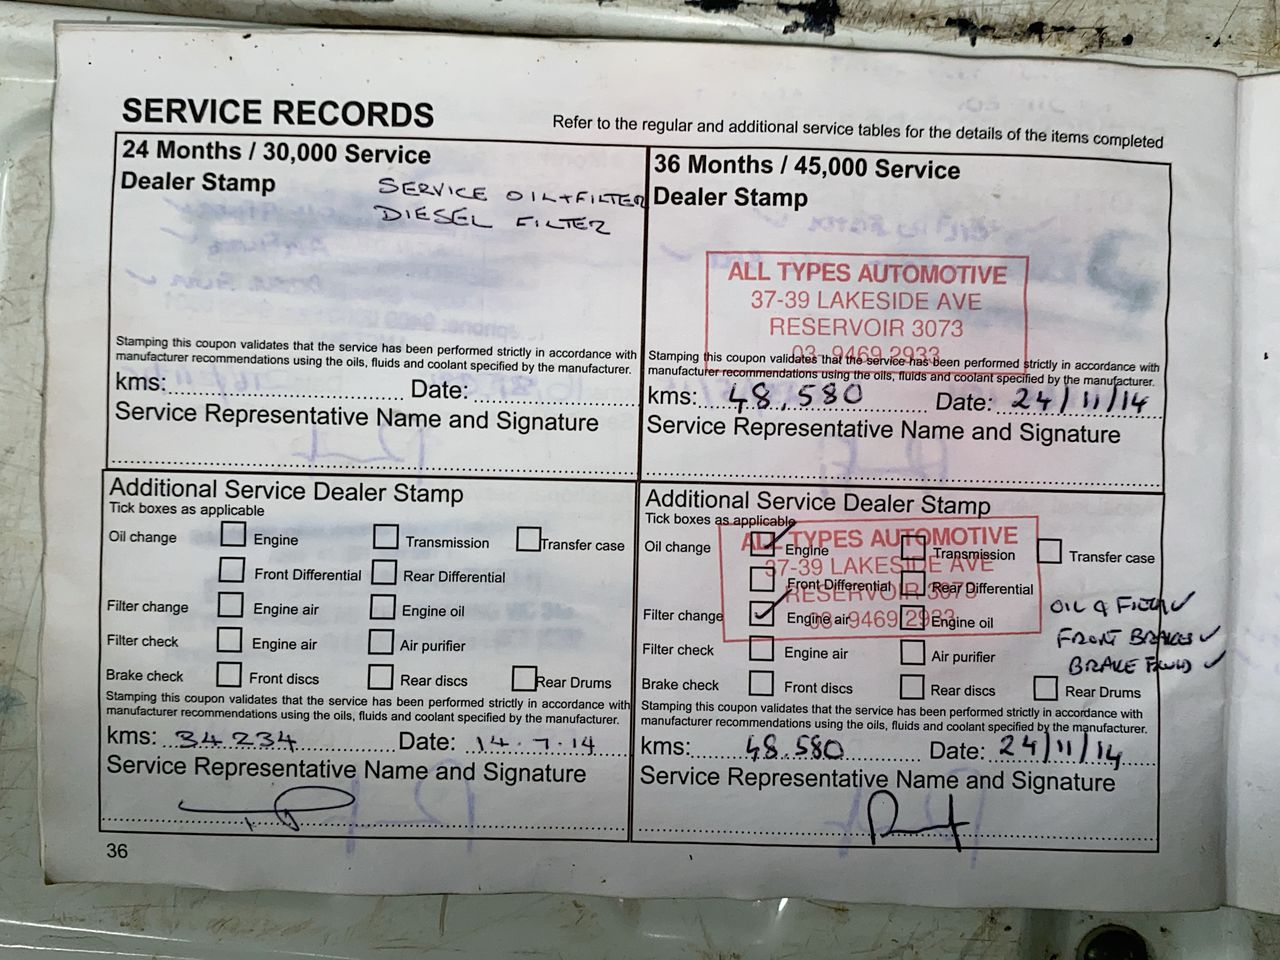 SERVICE RECORDS
Refer to the regular and additional service tables for the details of the items completed
24 Months / 30,000 Service
Dealer Stamp
SERVICE OIL+FILTER
DIESEL FILTER
Stamping this coupon validates that the service has been performed strictly in accordance with
manufacturer recommendations using the oils, fluids and coolant specified by the manufacturer.
kms: Date:
Service Representative Name and Signature
36 Months / 45,000 Service
Dealer Stamp
ALL TYPES AUTOMOTIVE
37-39 LAKESIDE AVE
RESERVOIR 3073
03 9469 2933
Stamping this coupon validates that the service has been performed strictly in accordance with
manufacturer recommendations using the oils, fluids and coolant specified by the manufacturer.
kms: 48,580 Date: 24/11/14
Service Representative Name and Signature
Additional Service Dealer Stamp
Tick boxes as applicable
Oil change Engine Transmission Transfer case
Front Differential Rear Differential
Filter change Engine air Engine oil
Filter check Engine air Air purifier
Brake check Front discs Rear discs Rear Drums
Stamping this coupon validates that the service has been performed strictly in accordance with
manufacturer recommendations using the oils, fluids and coolant specified by the manufacturer.
kms: 34234 Date: 14.7.14
Service Representative Name and Signature
Additional Service Dealer Stamp
Tick boxes as applicable
ALL TYPES AUTOMOTIVE
37-39 LAKESIDE AVE
RESERVOIR 3073
03 9469 2933
Oil change Engine Transmission Transfer case
Front Differential Rear Differential
Filter change Engine air Engine oil
Filter check Engine air Air purifier
Brake check Front discs Rear discs Rear Drums
OIL & FILTER ✓
FRONT BRAKES ✓
BRAKE FLUID ✓
Stamping this coupon validates that the service has been performed strictly in accordance with
manufacturer recommendations using the oils, fluids and coolant specified by the manufacturer.
kms: 48.580 Date: 24/11/14
Service Representative Name and Signature
36